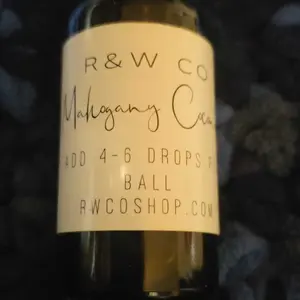 R&W CO
Mahogany
ADD 4-6 DROPS
BALL
RWCOSHOP.COM